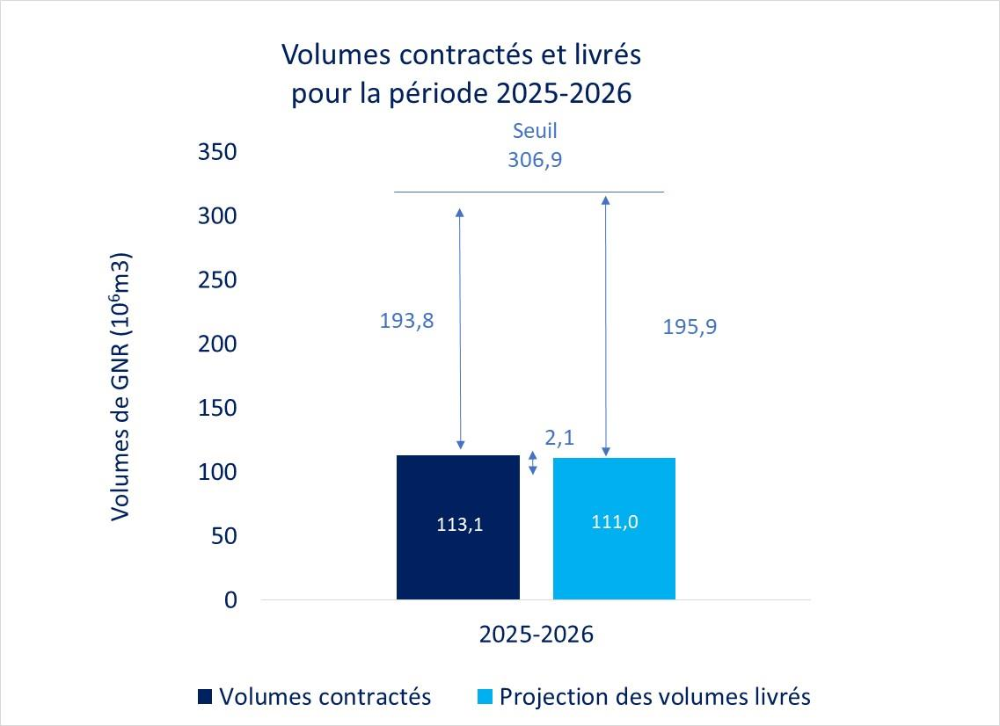 Volumes contractés et livrés
pour la période 2025-2026
Seuil
306,9
350
300
250
200
150
100
50
0
Volumes de GNR (10⁶m3)
193,8
195,9
2,1
113,1
111,0
2025-2026
Volumes contractés
Projection des volumes livrés